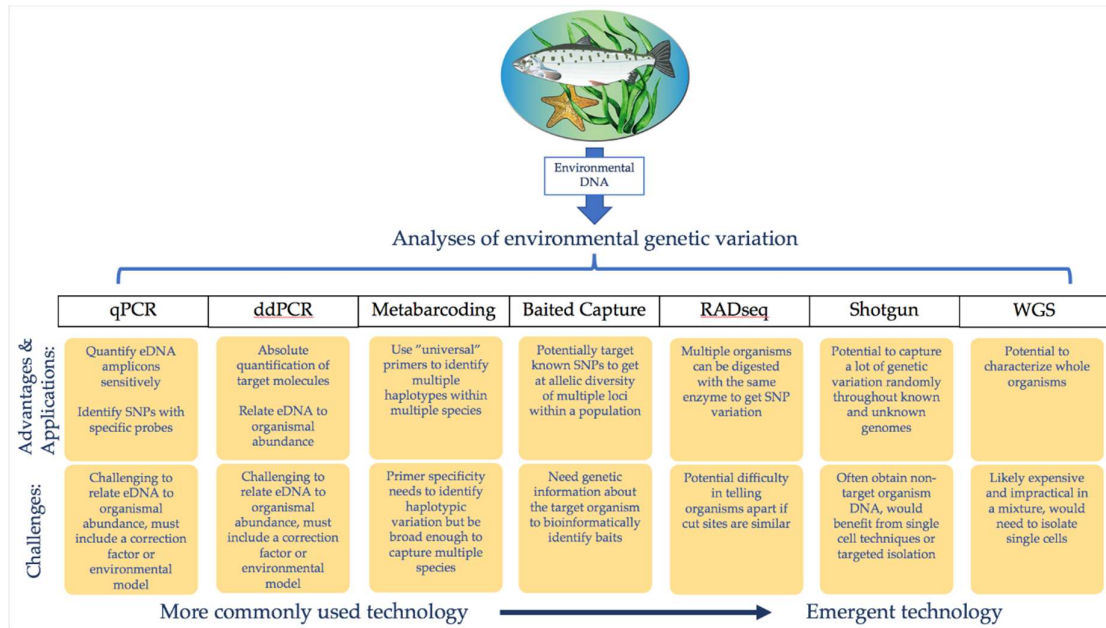 Environmental
DNA
Analyses of environmental genetic variation
qPCR
ddPCR
Metabarcoding
Baited Capture
RADseq
Shotgun
WGS
Advantages &
Applications:
Quantify eDNA
amplicons
sensitively
Identify SNPs with
specific probes
Absolute
quantification of
target molecules
Relate eDNA to
organismal
abundance
Use "universal"
primers to identify
multiple
haplotypes within
multiple species
Potentially target
known SNPs to get
at allelic diversity
of multiple loci
within a population
Multiple organisms
can be digested
with the same
enzyme to get SNP
variation
Potential to capture
a lot of genetic
variation randomly
throughout known
and unknown
genomes
Potential to
characterize whole
organisms
Challenges:
Challenging to
relate eDNA to
organismal
abundance, must
include a correction
factor or
environmental
model
Challenging to
relate eDNA to
organismal
abundance, must
include a correction
factor or
environmental model
Primer specificity
needs to identify
haplotypic
variation but be
broad enough to
capture multiple
species
Need genetic
information about
the target organism
to bioinformatically
identify baits
Potential difficulty
in telling
organisms apart if
cut sites are similar
Often obtain non-
target organism
DNA, would
benefit from single
cell techniques or
targeted isolation
Likely expensive
and impractical in
a mixture, would
need to isolate
single cells
More commonly used technology
Emergent technology